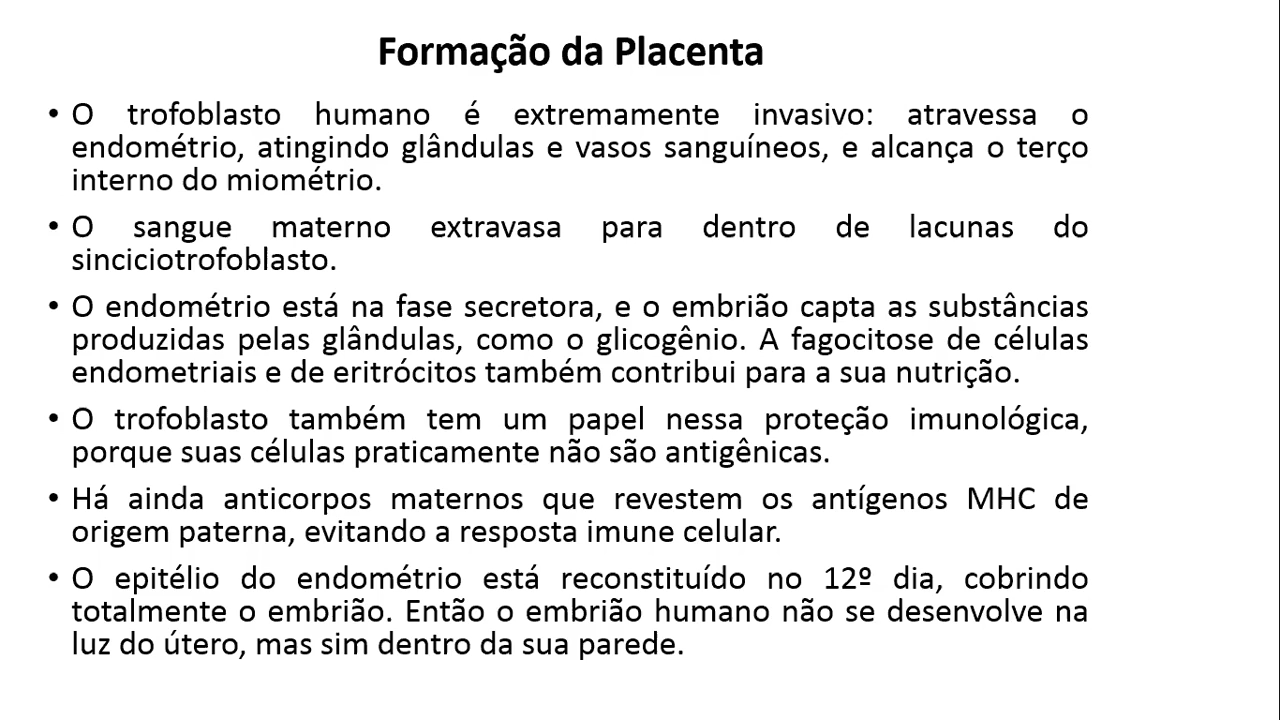 Formação da Placenta
• O trofoblasto humano é extremamente invasivo: atravessa o
endométrio, atingindo glândulas e vasos sanguíneos, e alcança o terço
interno do miométrio.
• O sangue materno extravasa para dentro de lacunas do
sinciciotrofoblasto.
• O endométrio está na fase secretora, e o embrião capta as substâncias
produzidas pelas glândulas, como o glicogênio. A fagocitose de células
endometriais e de eritrócitos também contribui para a sua nutrição.
• O trofoblasto também tem um papel nessa proteção imunológica,
porque suas células praticamente não são antigênicas.
• Há ainda anticorpos maternos que revestem os antígenos MHC de
origem paterna, evitando a resposta imune celular.
• O epitélio do endométrio está reconstituído no 12º dia, cobrindo
totalmente o embrião. Então o embrião humano não se desenvolve na
luz do útero, mas sim dentro da sua parede.